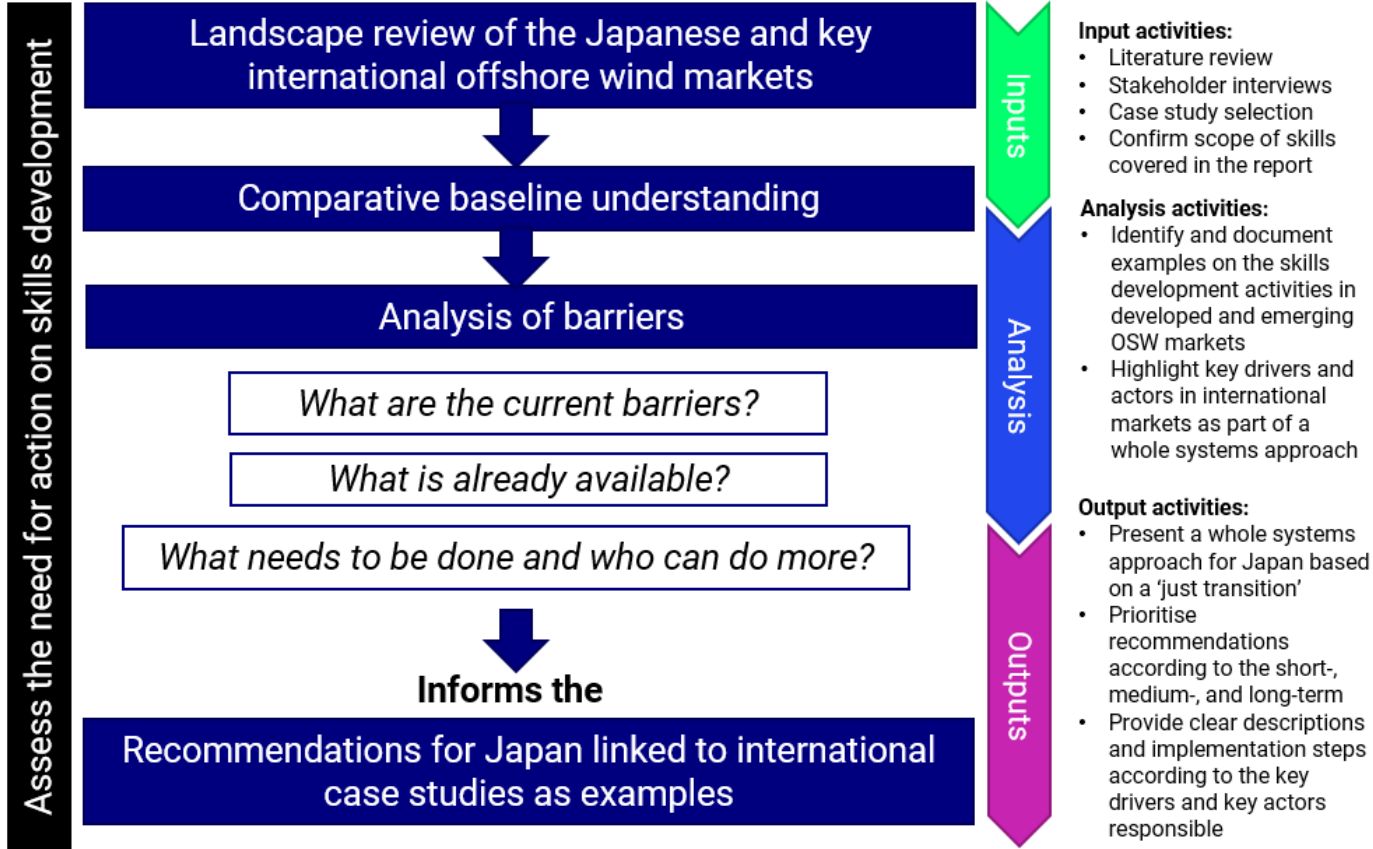 Assess the need for action on skills development
Landscape review of the Japanese and key
international offshore wind markets
Comparative baseline understanding
Analysis of barriers
What are the current barriers?
What is already available?
What needs to be done and who can do more?
Informs the
Recommendations for Japan linked to international
case studies as examples
Inputs
Analysis
Outputs
Input activities:
• Literature review
• Stakeholder interviews
• Case study selection
• Confirm scope of skills
covered in the report
Analysis activities:
• Identify and document
examples on the skills
development activities in
developed and emerging
OSW markets
• Highlight key drivers and
actors in international
markets as part of a
whole systems approach
Output activities:
• Present a whole systems
approach for Japan based
on a ‘just transition’
• Prioritise
recommendations
according to the short-,
medium-, and long-term
• Provide clear descriptions
and implementation steps
according to the key
drivers and key actors
responsible